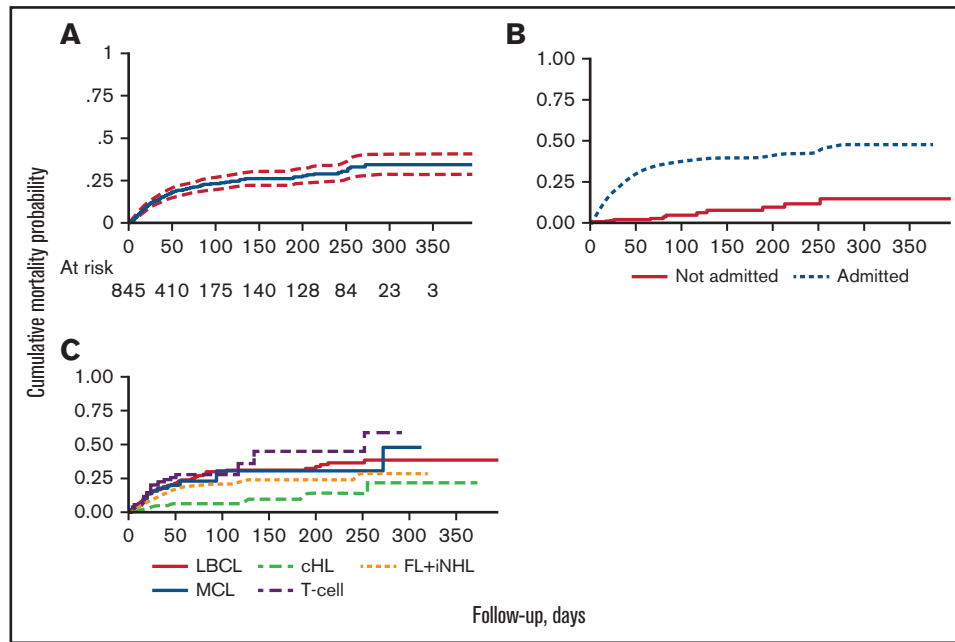 A
1
.75
.5
.25
0
0 50 100 150 200 250 300 350
At risk
845 410 175 140 128 84 23 3
B
1.00
0.75
0.50
0.25
0.00
0 50 100 150 200 250 300 350
Not admitted Admitted
C
1.00
0.75
0.50
0.25
0.00
0 50 100 150 200 250 300 350
LBCL cHL FL+iNHL
MCL T-cell
Cumulative mortality probability
Follow-up, days